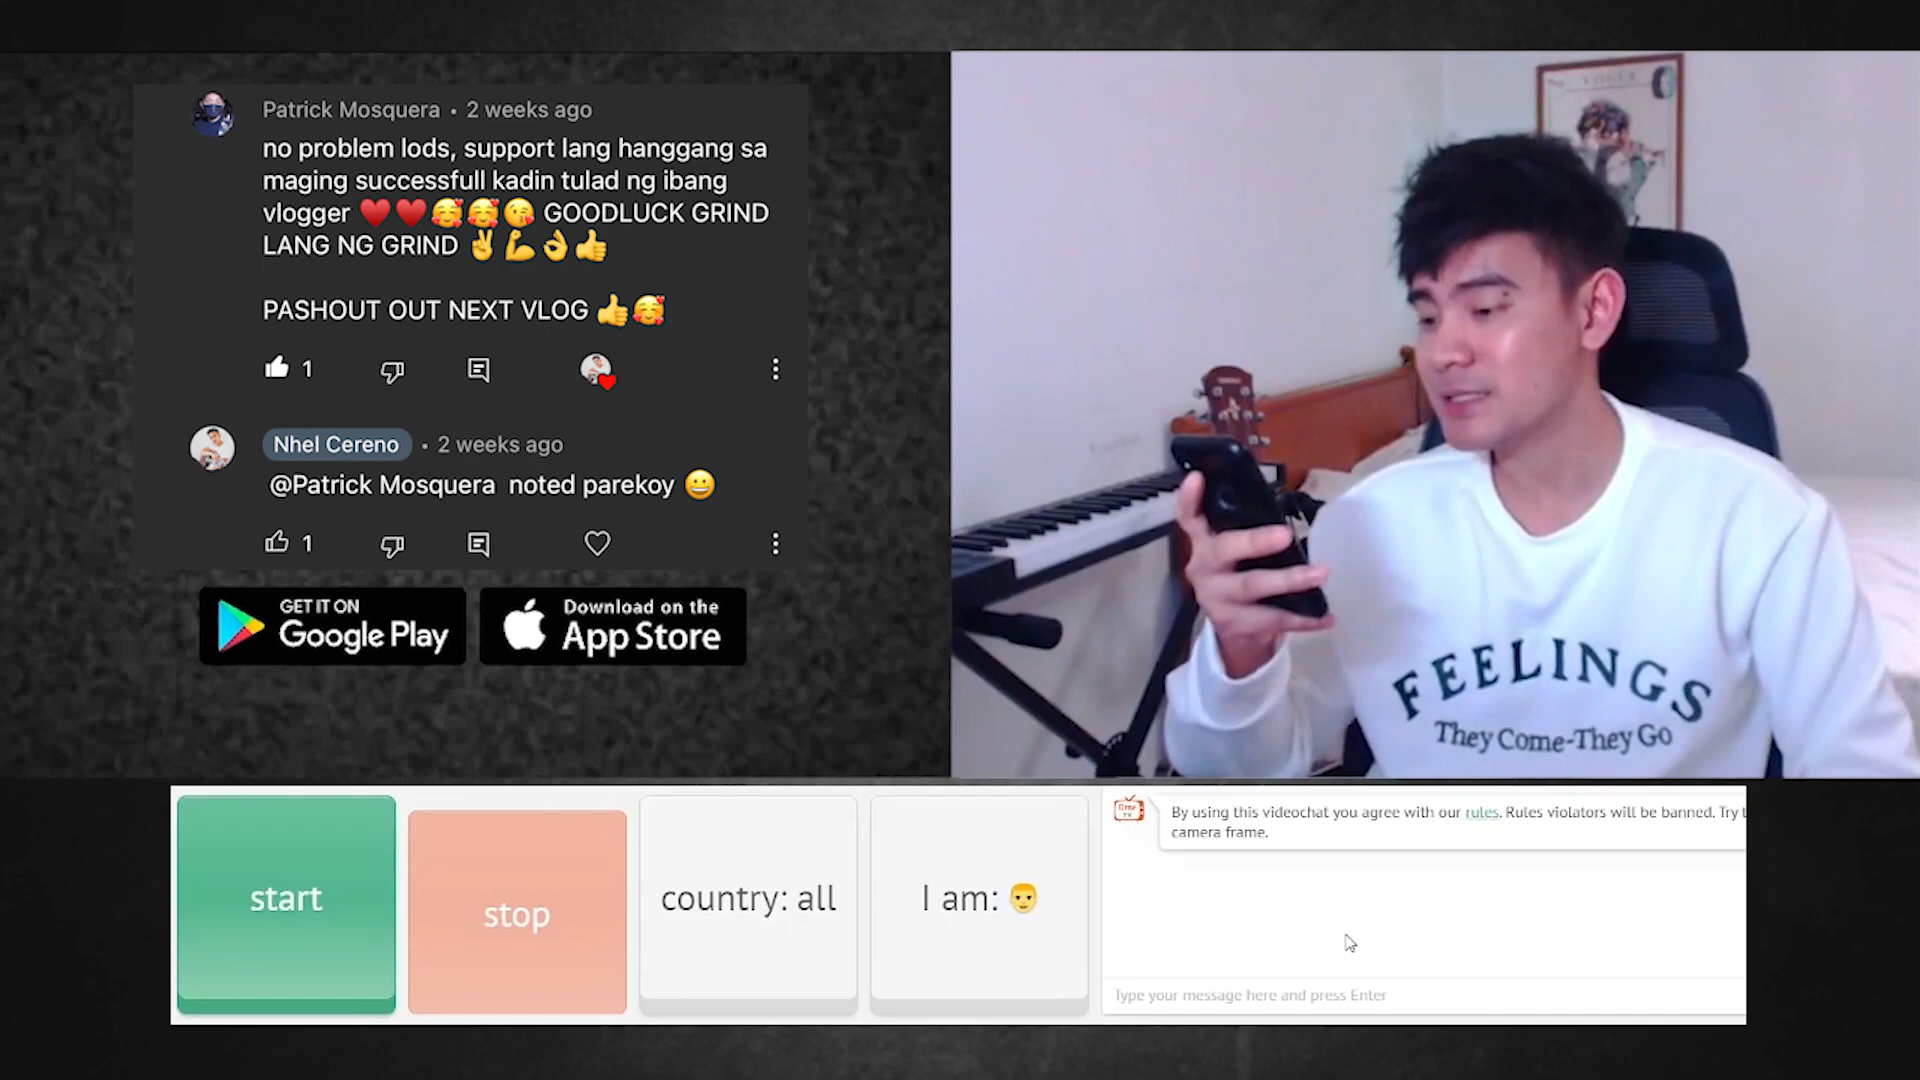 Patrick Mosquera • 2 weeks ago
no problem lods, support lang hanggang sa
maging successfull kadin tulad ng ibang
vlogger ❤️❤️🥰🥰😘 GOODLUCK GRIND
LANG NG GRIND ✌️💪👌👍
PASHOUT OUT NEXT VLOG 👍🥰
1
Nhel Cereno • 2 weeks ago
@Patrick Mosquera noted parekoy 😀
1
GET IT ON
Google Play
Download on the
App Store
VOGUE
YAMAHA
FEELINGS
They Come-They Go
start
stop
country: all
I am: 👨
Ome
TV
By using this videochat you agree with our rules. Rules violators will be banned. Try
camera frame.
Type your message here and press Enter